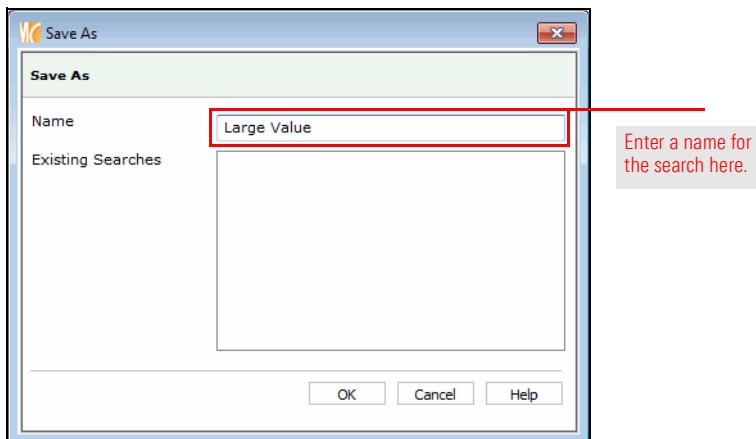 Save As
Save As
Name
Large Value
Enter a name for
the search here.
Existing Searches
OK
Cancel
Help